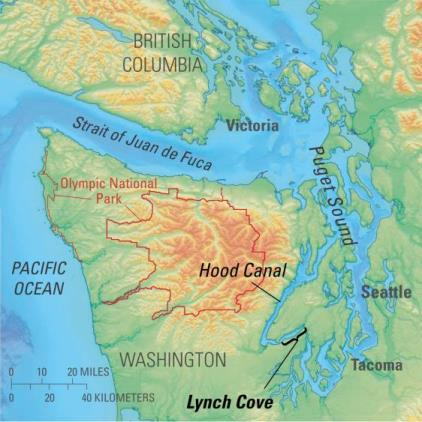 BRITISH
COLUMBIA
Strait of Juan de Fuca
Victoria
Puget Sound
Olympic National
Park
PACIFIC
OCEAN
Hood Canal
Seattle
WASHINGTON
Tacoma
0 20 MILES
0 20 40 KILOMETERS
Lynch Cove